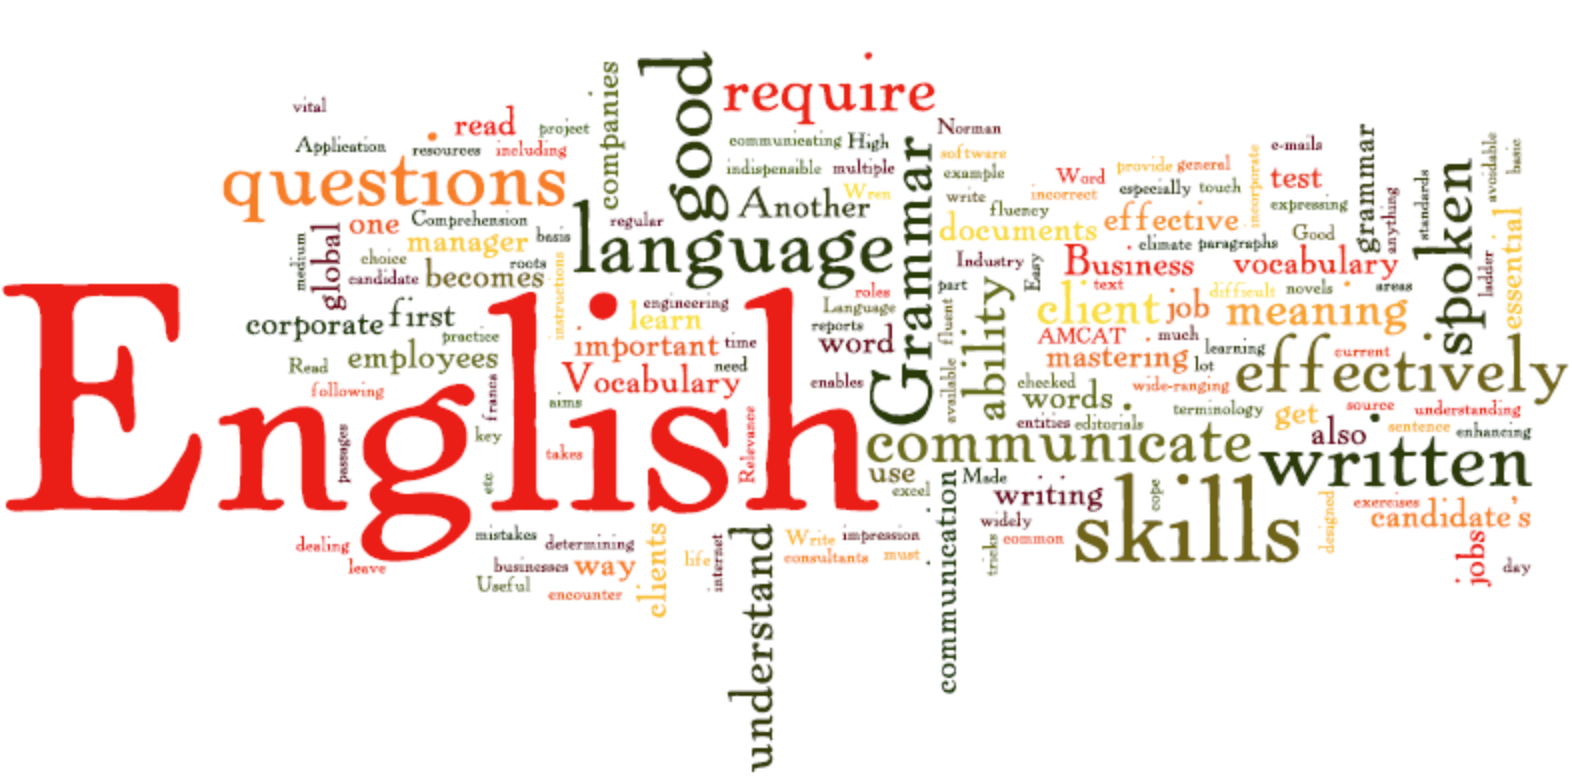 vital
Application
read
project
resources
including
questions
companies
good
require
communicating
High
indispensible
multiple
Wren
Another
one
Comprehension
manager
basis
regular
language
medium
global
choice
candidate
becomes
roots
instructions
corporate
first
practice
Read
employees
following
franca
passages
key
etc
English
engineering
learn
important
time
need
Vocabulary
aims
takes
Relevance
Language
roles
reports
word
enables
Grammar
Norman
software
example
write
fluency
documents
Industry
part
Easy
fluent
available
ability
Word
incorrect
provide
general
especially
touch
incorporate
effective
climate
paragraphs
e-mails
test
expressing
Good
grammar
anything
standards
spoken
avoidable
basic
ladder
essential
Business
text
vocabulary
difficult
novels
areas
client
job
meaning
AMCAT
much
mastering
lot
learning
current
effectively
checked
words
wide-ranging
terminology
get
source
understanding
entities
editorials
also
sentence
enhancing
communicate
written
use
excel
Made
writing
cope
skills
widely
common
tricks
communication
designed
exercises
candidate's
jobs
day
dealing
leave
mistakes
determining
businesses
way
Useful
encounter
clients
life
internet
understand
Write
impression
consultants
must